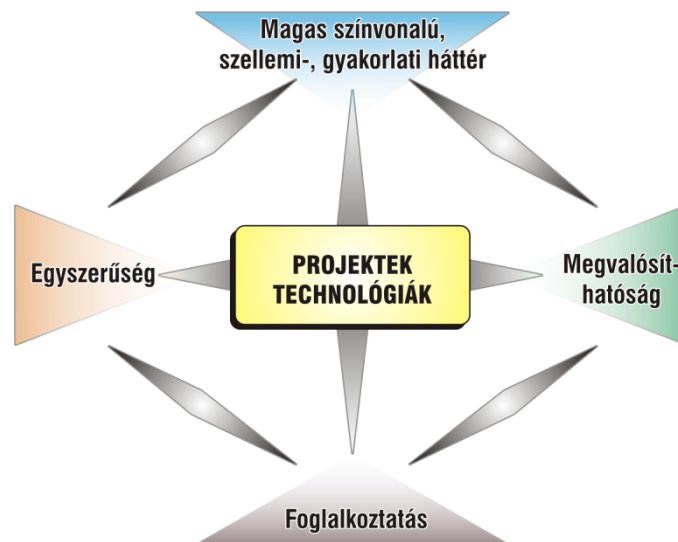 Magas színvonalú,
szellemi-, gyakorlati háttér
Egyszerűség
PROJEKTEK
TECHNOLÓGIÁK
Megvalósít-
hatóság
Foglalkoztatás